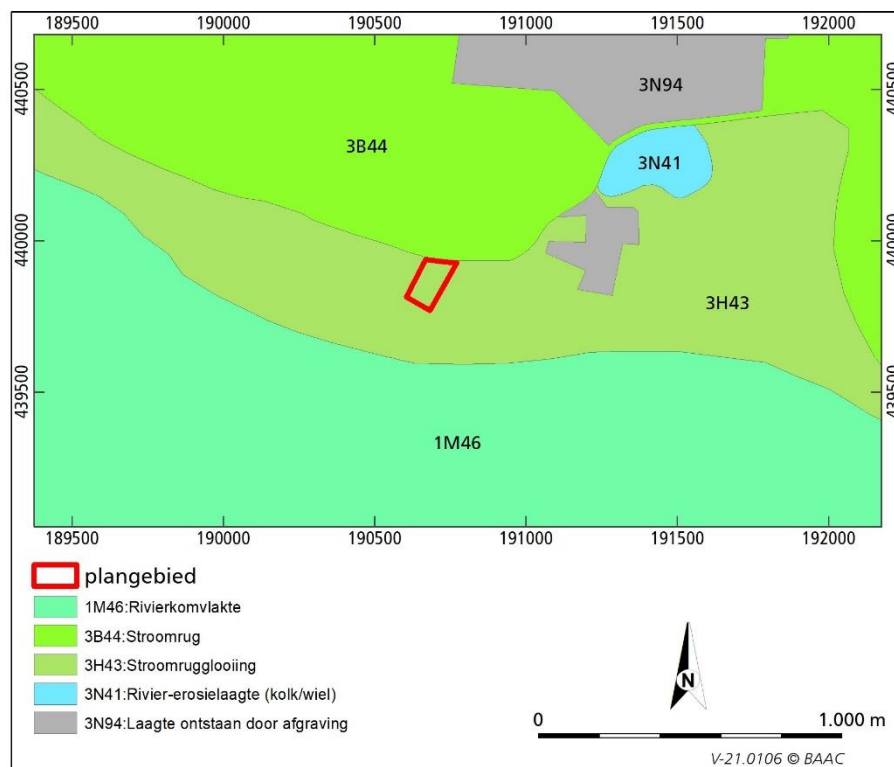 189500 190000 190500 191000 191500 192000
440500 440500
3N94
3B44
3N41
440000 440000
3H43
439500 439500
1M46
189500 190000 190500 191000 191500 192000
plangebied
1M46:Rivierkomvlakte
3B44:Stroomrug
3H43:Stroomrugglooiing
3N41:Rivier-erosielaagte (kolk/wiel)
3N94:Laagte ontstaan door afgraving
N
0 1.000 m
V-21.0106 © BAAC